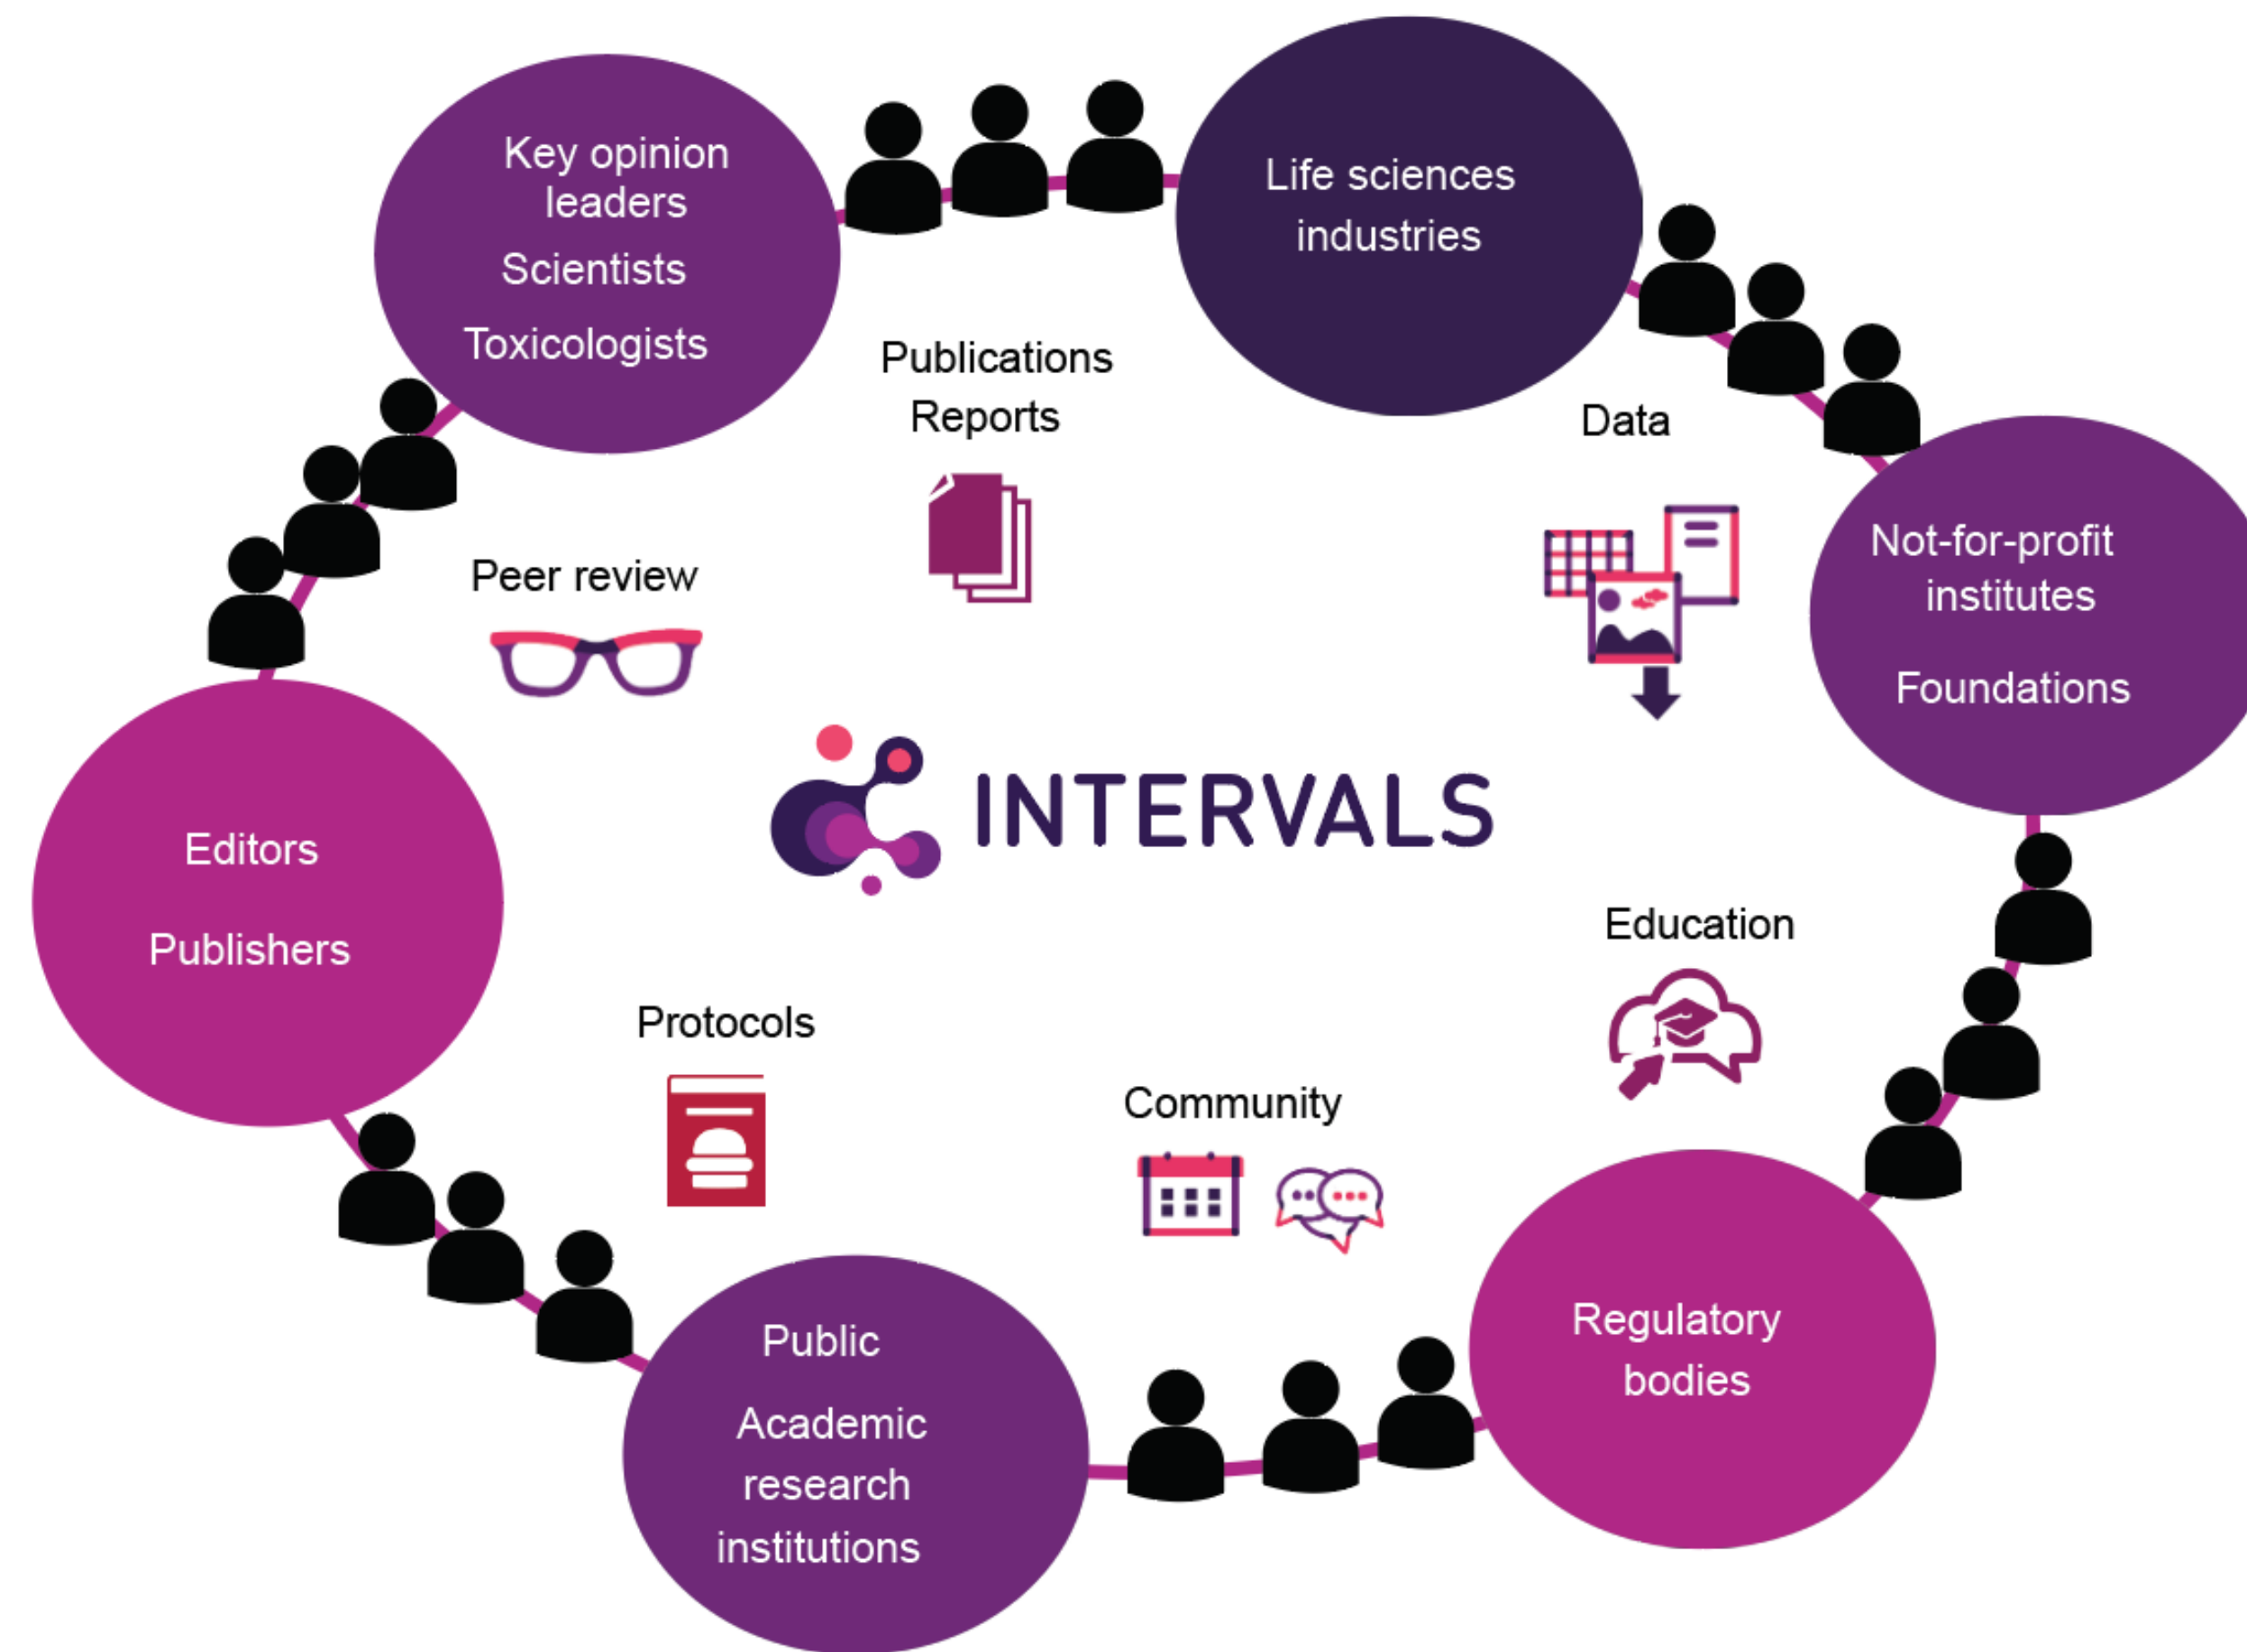 Key opinion
leaders
Scientists
Toxicologists
Life sciences
industries
Publications
Reports
Data
Peer review
Not-for-profit
institutes
Foundations
INTERVALS
Editors
Publishers
Education
Protocols
Community
Regulatory
bodies
Public
Academic
research
institutions